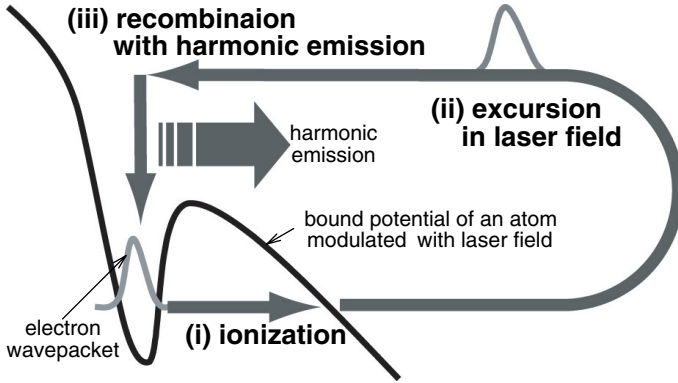 (iii) recombinaion
with harmonic emission
(ii) excursion
in laser field
harmonic
emission
bound potential of an atom
modulated with laser field
electron
wavepacket
(i) ionization